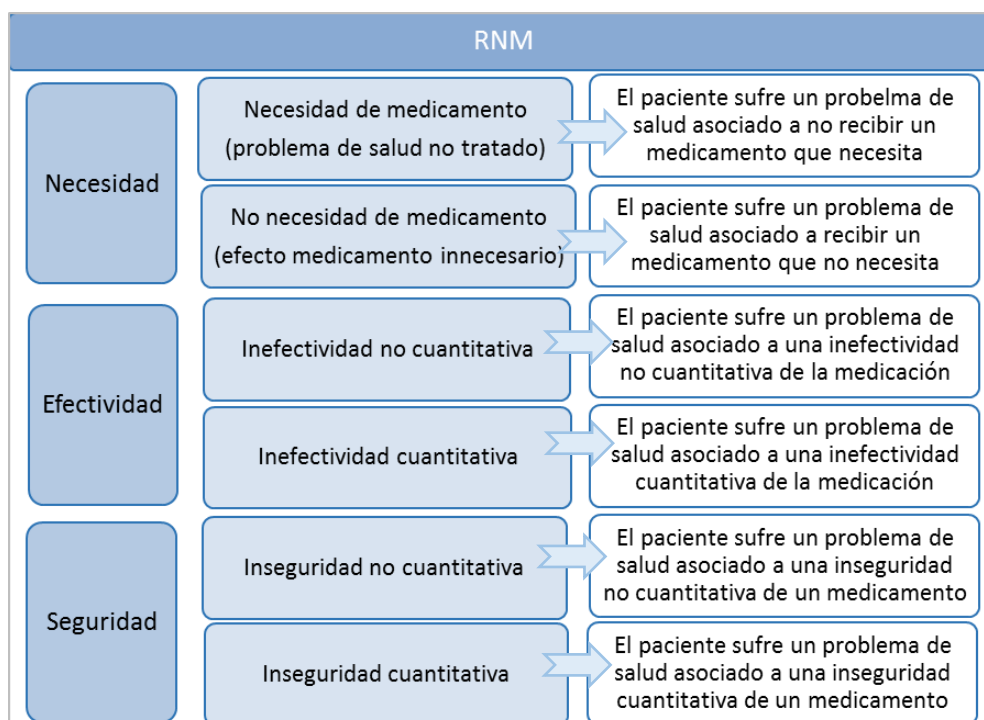 RNM
Necesidad
Necesidad de medicamento
(problema de salud no tratado)
El paciente sufre un probelma de
salud asociado a no recibir un
medicamento que necesita
No necesidad de medicamento
(efecto medicamento innecesario)
El paciente sufre un problema de
salud asociado a recibir un
medicamento que no necesita
Efectividad
Inefectividad no cuantitativa
El paciente sufre un problema de
salud asociado a una inefectividad
no cuantitativa de la medicación
Inefectividad cuantitativa
El paciente sufre un problema de
salud asociado a una inefectividad
cuantitativa de la medicación
Seguridad
Inseguridad no cuantitativa
El paciente sufre un problema de
salud asociado a una inseguridad
no cuantitativa de un medicamento
Inseguridad cuantitativa
El paciente sufre un problema de
salud asociado a una inseguridad
cuantitativa de un medicamento